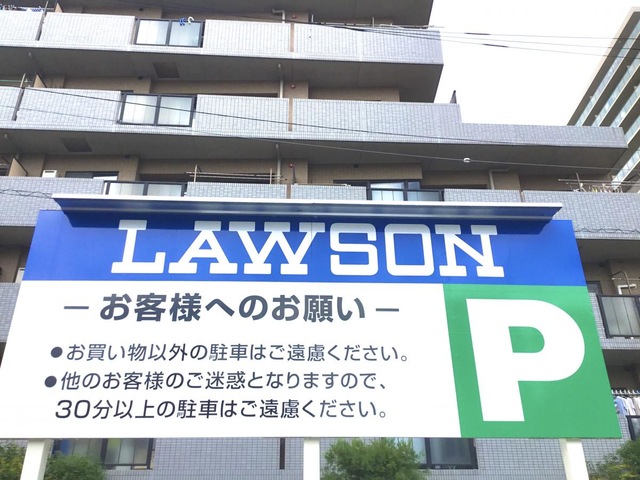 LAWSON
－お客様へのお願い－
●お買い物以外の駐車はご遠慮ください。
●他のお客様のご迷惑となりますので、
30分以上の駐車はご遠慮ください。
P